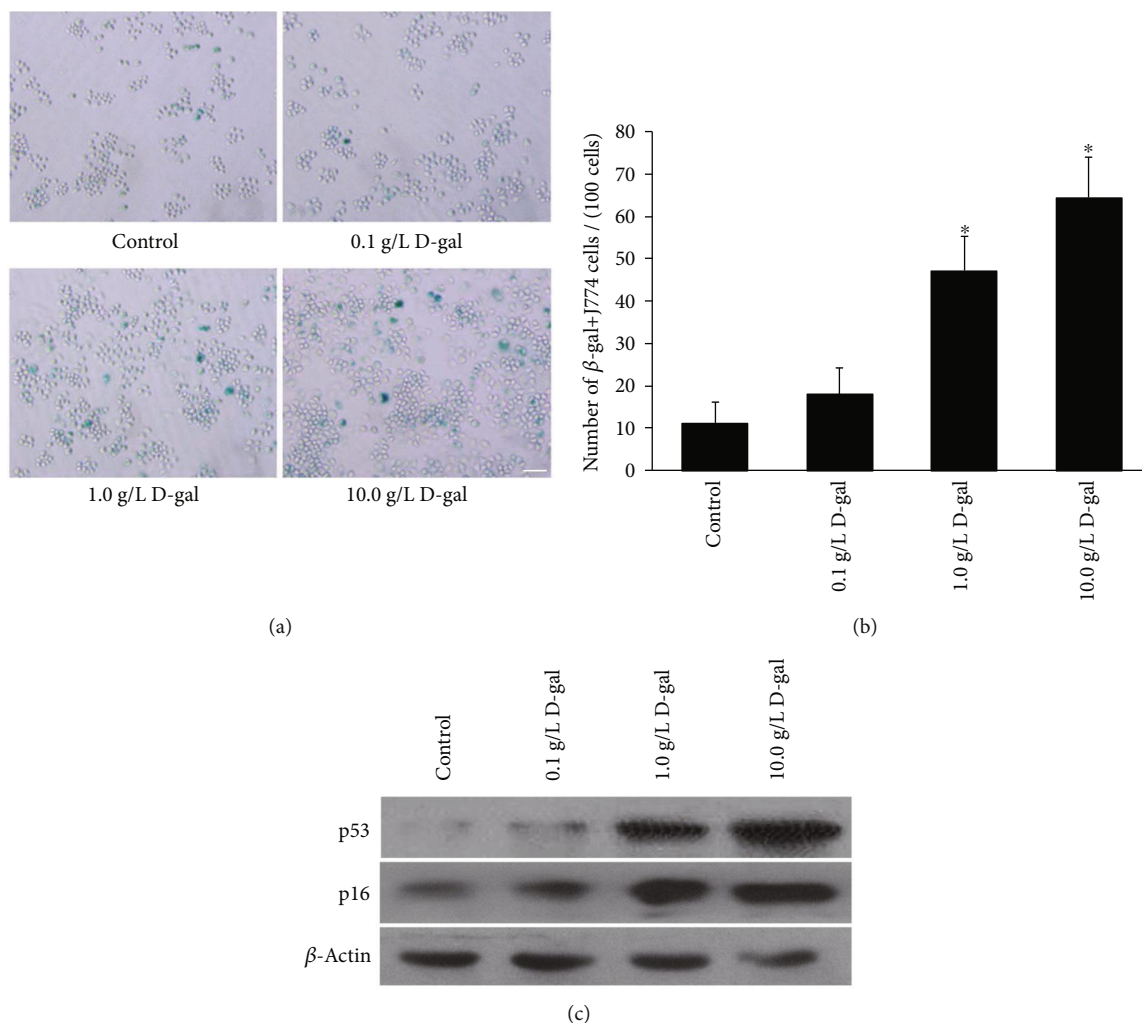 Control
0.1 g/L D-gal
1.0 g/L D-gal
10.0 g/L D-gal
(a)
Number of β-gal+J774 cells / (100 cells)
80
70
60
50
40
30
20
10
0
*
*
Control
0.1 g/L D-gal
1.0 g/L D-gal
10.0 g/L D-gal
(b)
Control
0.1 g/L D-gal
1.0 g/L D-gal
10.0 g/L D-gal
p53
p16
β-Actin
(c)